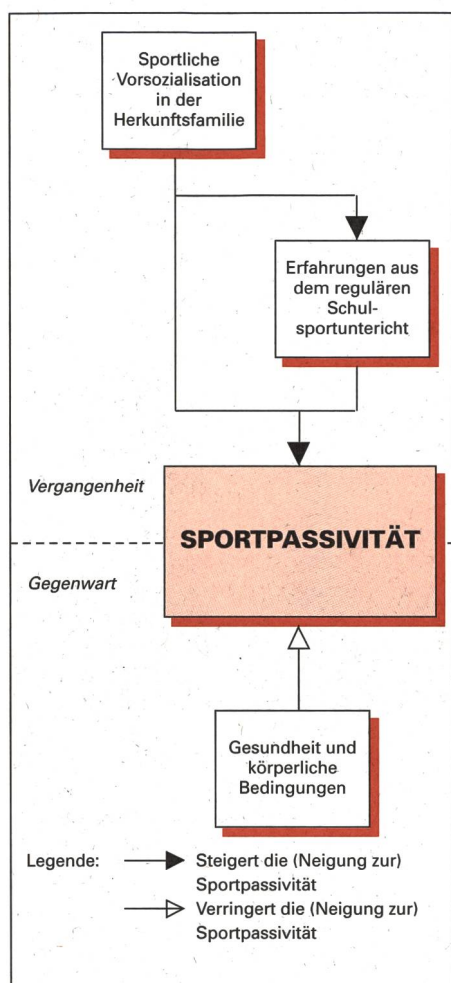 Sportliche
Vorsozialisation
in der
Herkunftsfamilie
Erfahrungen aus
dem regulären
Schul-
sportuntericht
Vergangenheit
SPORTPASSIVITÄT
Gegenwart
Gesundheit und
körperliche
Bedingungen
Legende: Steigert die (Neigung zur)
Sportpassivität
Verringert die (Neigung zur)
Sportpassivität